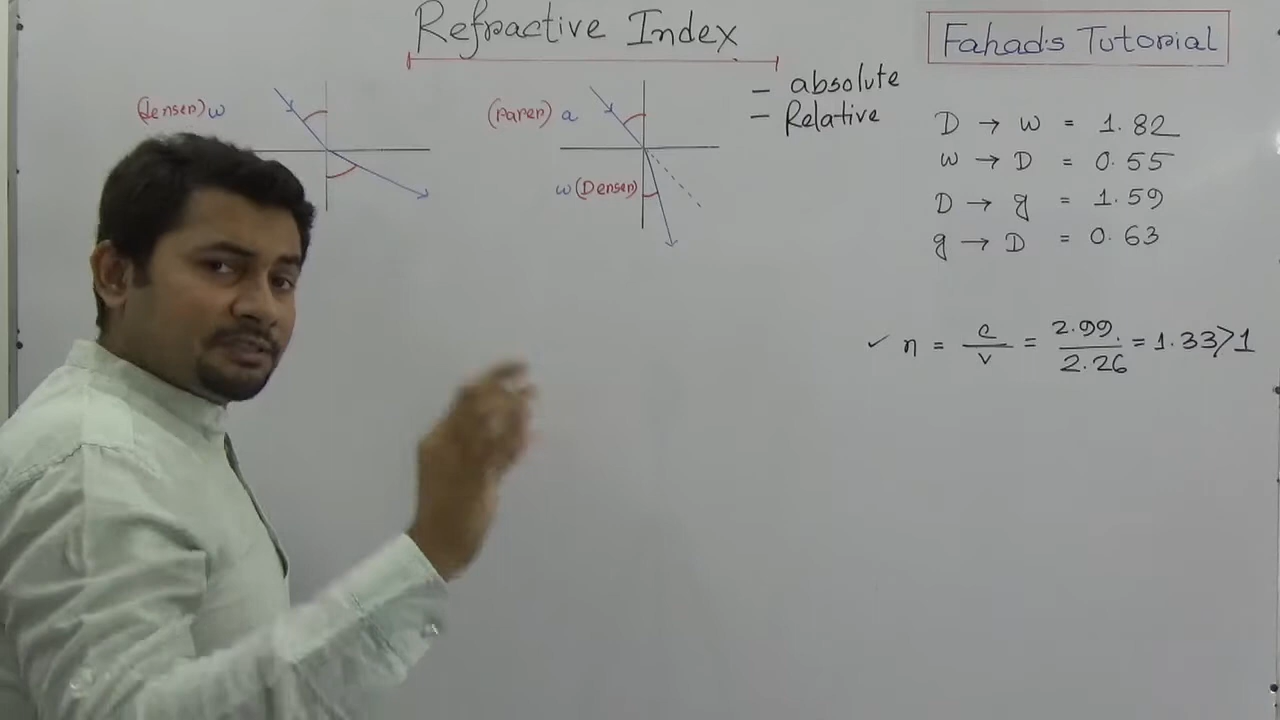 Refractive Index
Fahads Tutorial
- absolute
- Relative
(denser) w
(rarer) a
w (Denser)
D → w = 1.82
w → D = 0.55
D → g = 1.59
g → D = 0.63
✓ n = c/v = 2.99/2.26 = 1.33>1